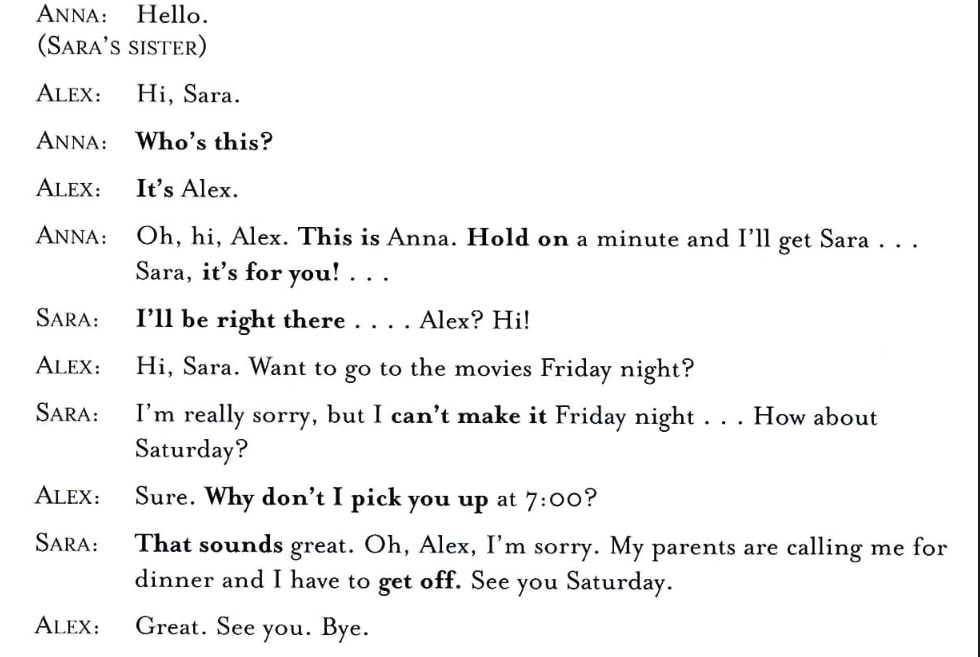 ANNA: Hello.
(SARA'S SISTER)
ALEX: Hi, Sara.
ANNA: Who's this?
ALEX: It's Alex.
ANNA: Oh, hi, Alex. This is Anna. Hold on a minute and I'll get Sara . . .
Sara, it's for you! . . .
SARA: I'll be right there . . . . Alex? Hi!
ALEX: Hi, Sara. Want to go to the movies Friday night?
SARA: I'm really sorry, but I can't make it Friday night . . . How about
Saturday?
ALEX: Sure. Why don't I pick you up at 7:00?
SARA: That sounds great. Oh, Alex, I'm sorry. My parents are calling me for
dinner and I have to get off. See you Saturday.
ALEX: Great. See you. Bye.